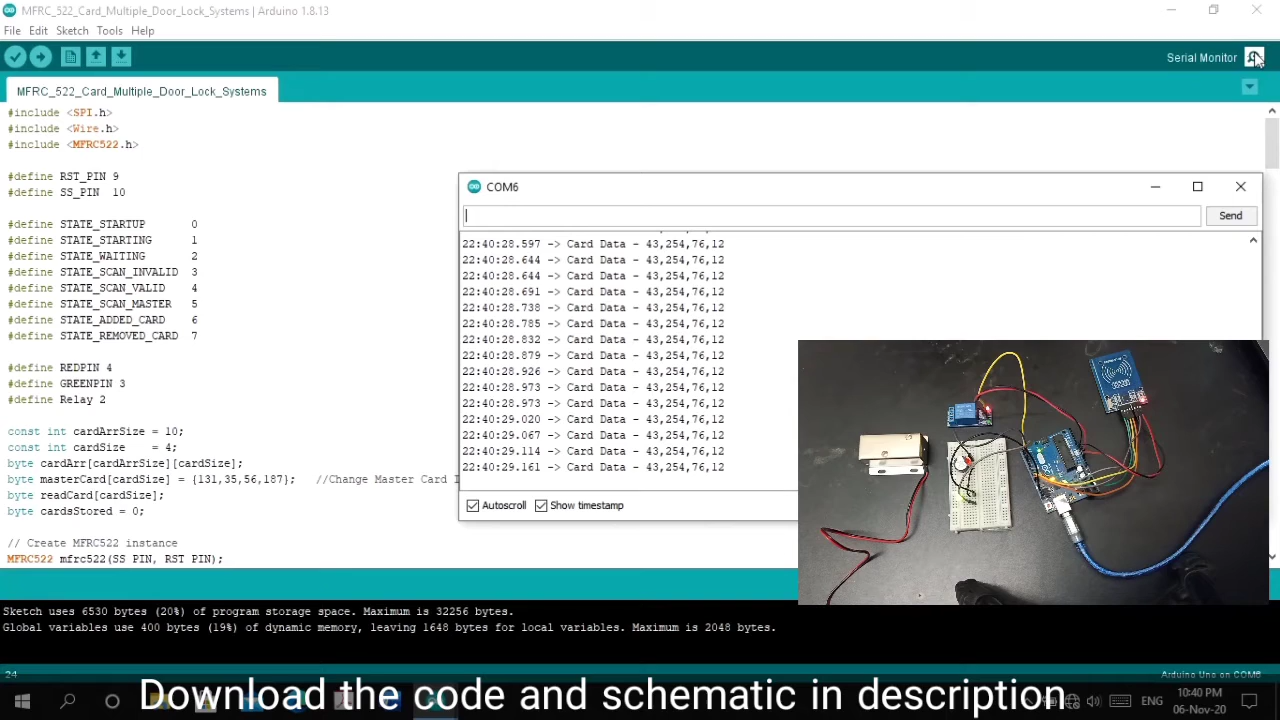 MFRC_522_Card_Multiple_Door_Lock_Systems | Arduino 1.8.13
File Edit Sketch Tools Help
Serial Monitor
MFRC_522_Card_Multiple_Door_Lock_Systems
#include <SPI.h>
#include <Wire.h>
#include <MFRC522.h>
#define RST_PIN 9
#define SS_PIN  10
#define STATE_STARTUP       0
#define STATE_STARTING      1
#define STATE_WAITING       2
#define STATE_SCAN_INVALID  3
#define STATE_SCAN_VALID    4
#define STATE_SCAN_MASTER   5
#define STATE_ADDED_CARD    6
#define STATE_REMOVED_CARD  7
#define REDPIN 4
#define GREENPIN 3
#define Relay 2
const int cardArrSize = 10;
const int cardSize    = 4;
byte cardArr[cardArrSize][cardSize];
byte masterCard[cardSize] = {131,35,56,187};   //Change Master Card
byte readCard[cardSize];
byte cardsStored = 0;
// Create MFRC522 instance
MFRC522 mfrc522(SS_PIN, RST_PIN);
COM6
Send
22:40:28.597 -> Card Data - 43,254,76,12
22:40:28.644 -> Card Data - 43,254,76,12
22:40:28.644 -> Card Data - 43,254,76,12
22:40:28.691 -> Card Data - 43,254,76,12
22:40:28.738 -> Card Data - 43,254,76,12
22:40:28.785 -> Card Data - 43,254,76,12
22:40:28.832 -> Card Data - 43,254,76,12
22:40:28.879 -> Card Data - 43,254,76,12
22:40:28.926 -> Card Data - 43,254,76,12
22:40:28.973 -> Card Data - 43,254,76,12
22:40:28.973 -> Card Data - 43,254,76,12
22:40:29.020 -> Card Data - 43,254,76,12
22:40:29.067 -> Card Data - 43,254,76,12
22:40:29.114 -> Card Data - 43,254,76,12
22:40:29.161 -> Card Data - 43,254,76,12
Autoscroll Show timestamp
Sketch uses 6530 bytes (20%) of program storage space. Maximum is 32256 bytes.
Global variables use 400 bytes (19%) of dynamic memory, leaving 1648 bytes for local variables. Maximum is 2048 bytes.
24
Arduino Uno on COM6
Download the code and schematic in description
ENG
10:40 PM
06-Nov-20